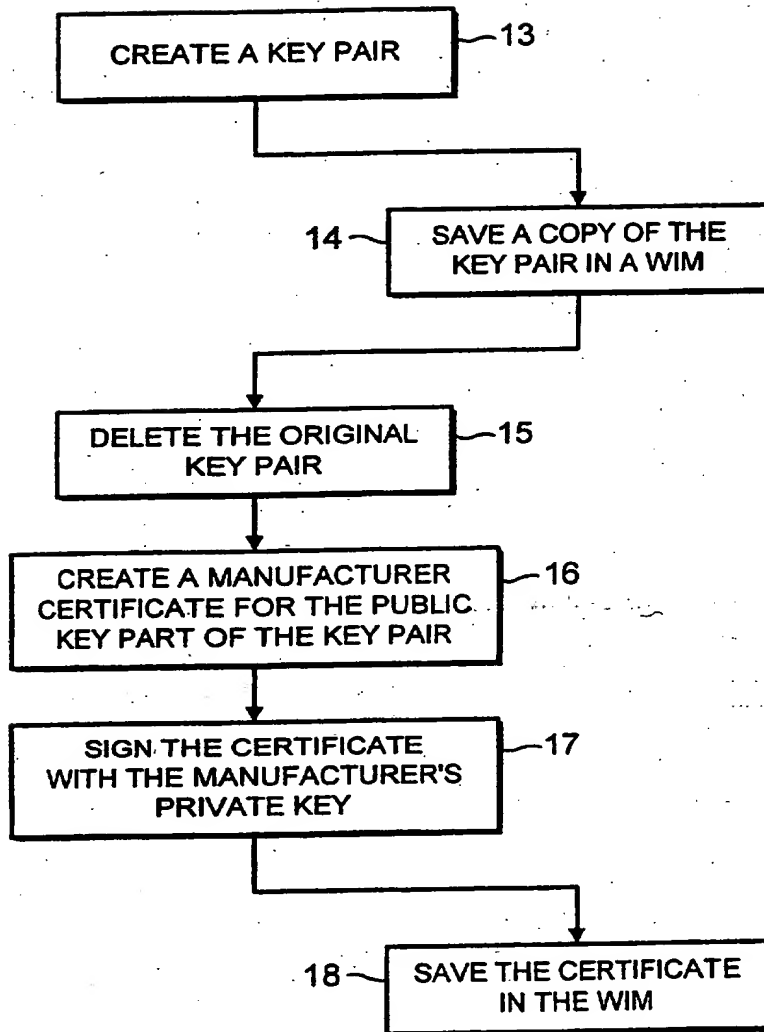 CREATE A KEY PAIR
13
14
SAVE A COPY OF THE
KEY PAIR IN A WIM
DELETE THE ORIGINAL
KEY PAIR
15
CREATE A MANUFACTURER
CERTIFICATE FOR THE PUBLIC
KEY PART OF THE KEY PAIR
16
SIGN THE CERTIFICATE
WITH THE MANUFACTURER'S
PRIVATE KEY
17
18
SAVE THE CERTIFICATE
IN THE WIM